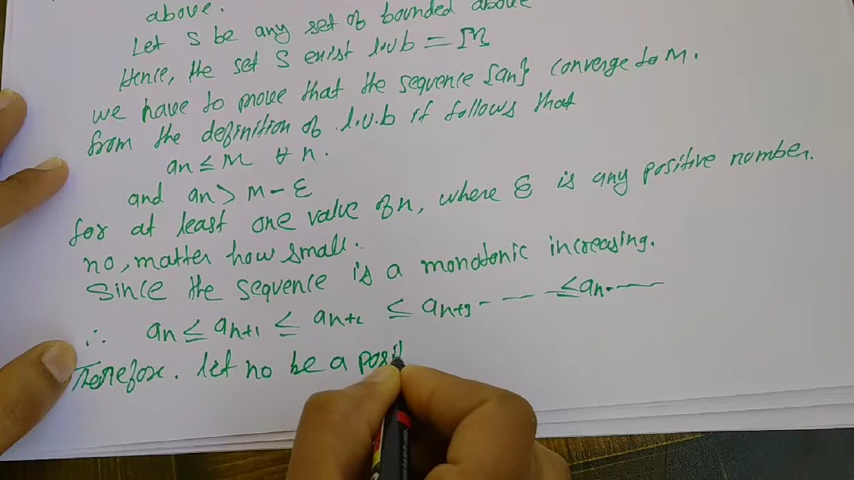 above.
Let S be any set of bounded above
Hence, the set S exist l.u.b = M
we have to prove that the sequence {an} converge to M.
from the definition of l.u.b it follows that
an ≤ M ∀ n.
and an > M - ε
for at least one value of n, where ε is any positive number.
no, matter how small.
Since the sequence is a monotonic increasing.
∴ an ≤ an+1 ≤ an+2 ≤ an+3 - - - ≤ an. - -
Therefore. let no be a posi